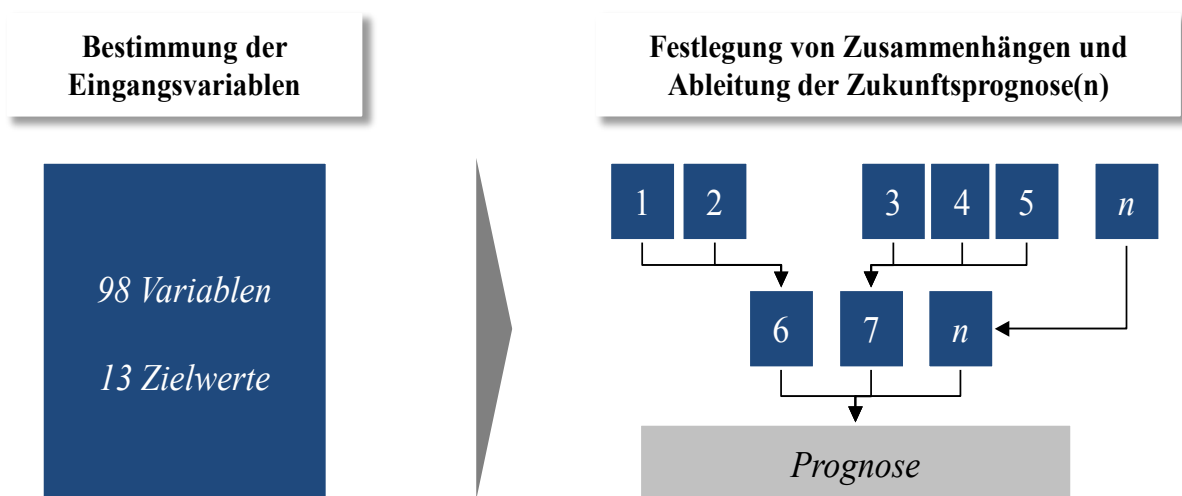 Bestimmung der
Eingangsvariablen
Festlegung von Zusammenhängen und
Ableitung der Zukunftsprognose(n)
98 Variablen
13 Zielwerte
1 2 3 4 5 n
6 7 n
Prognose